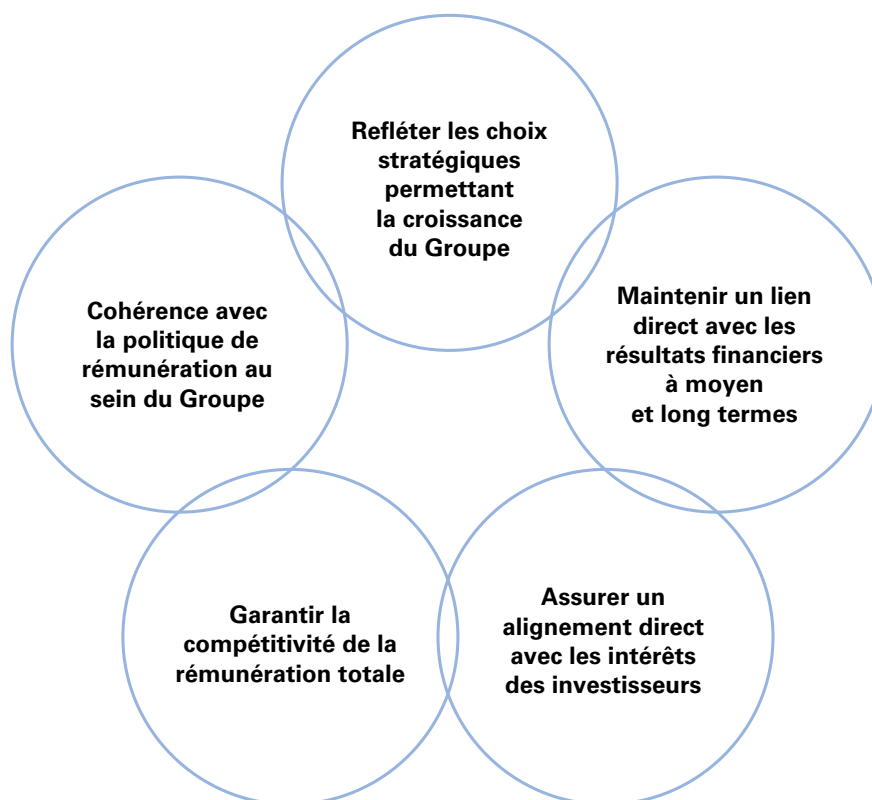 Refléter les choix
stratégiques
permettant
la croissance
du Groupe
Maintenir un lien
direct avec les
résultats financiers
à moyen
et long termes
Assurer un
alignement direct
avec les intérêts
des investisseurs
Garantir la
compétitivité de la
rémunération totale
Cohérence avec
la politique de
rémunération au
sein du Groupe